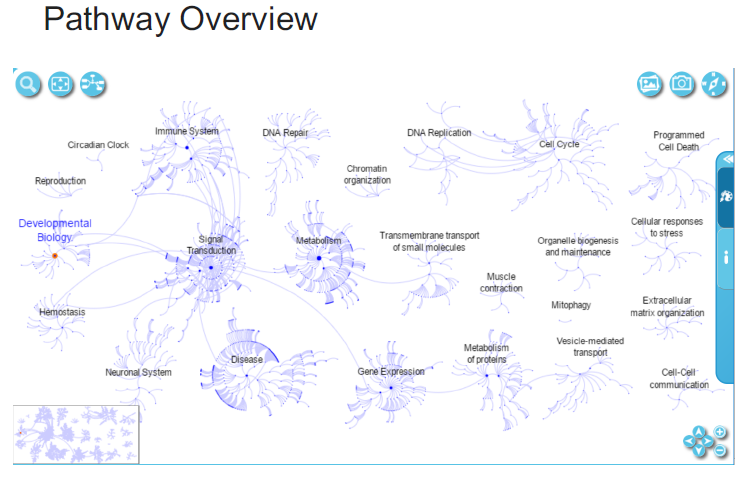 Pathway Overview
Immune System
DNA Repair
DNA Replication
Cell Cycle
Programmed
Cell Death
Circadian Clock
Chromatin
organization
Reproduction
Developmental
Biology
Signal
Transduction
Metabolism
Transmembrane transport
of small molecules
Organelle biogenesis
and maintenance
Cellular responses
to stress
Muscle
contraction
Mitophagy
Extracellular
matrix organization
Hemostasis
Neuronal System
Disease
Gene Expression
Metabolism
of proteins
Vesicle-mediated
transport
Cell-Cell
communication